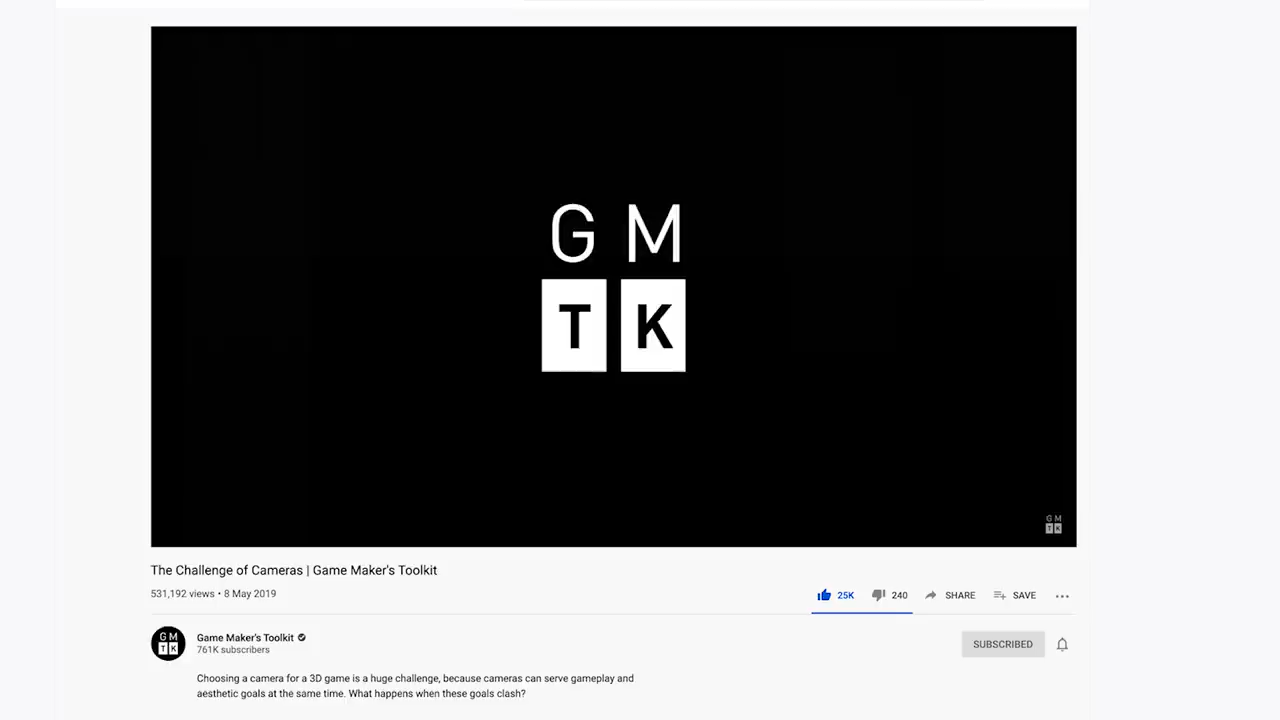 G M
T K
G M
T K
The Challenge of Cameras | Game Maker's Toolkit
531,192 views • 8 May 2019
25K 240 SHARE SAVE
G M
T K
Game Maker's Toolkit
761K subscribers
SUBSCRIBED
Choosing a camera for a 3D game is a huge challenge, because cameras can serve gameplay and
aesthetic goals at the same time. What happens when these goals clash?